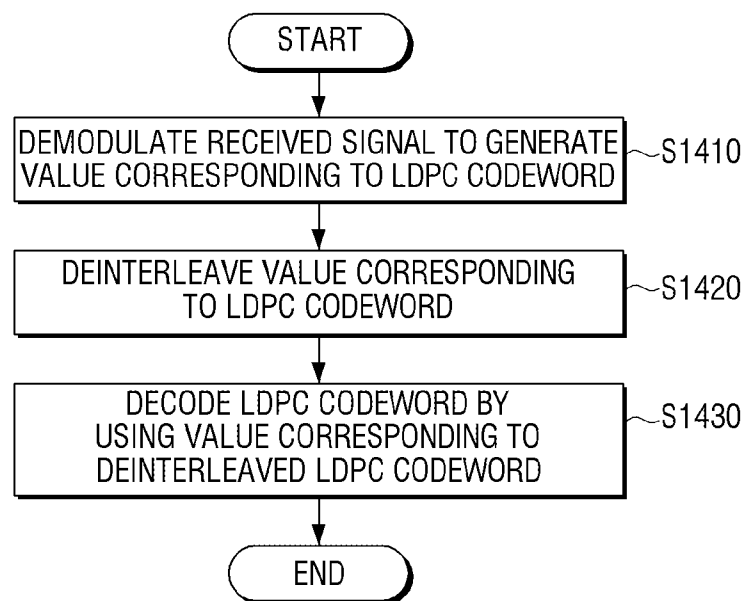 START
DEMODULATE RECEIVED SIGNAL TO GENERATE
VALUE CORRESPONDING TO LDPC CODEWORD
S1410
DEINTERLEAVE VALUE CORRESPONDING
TO LDPC CODEWORD
S1420
DECODE LDPC CODEWORD BY
USING VALUE CORRESPONDING TO
DEINTERLEAVED LDPC CODEWORD
S1430
END